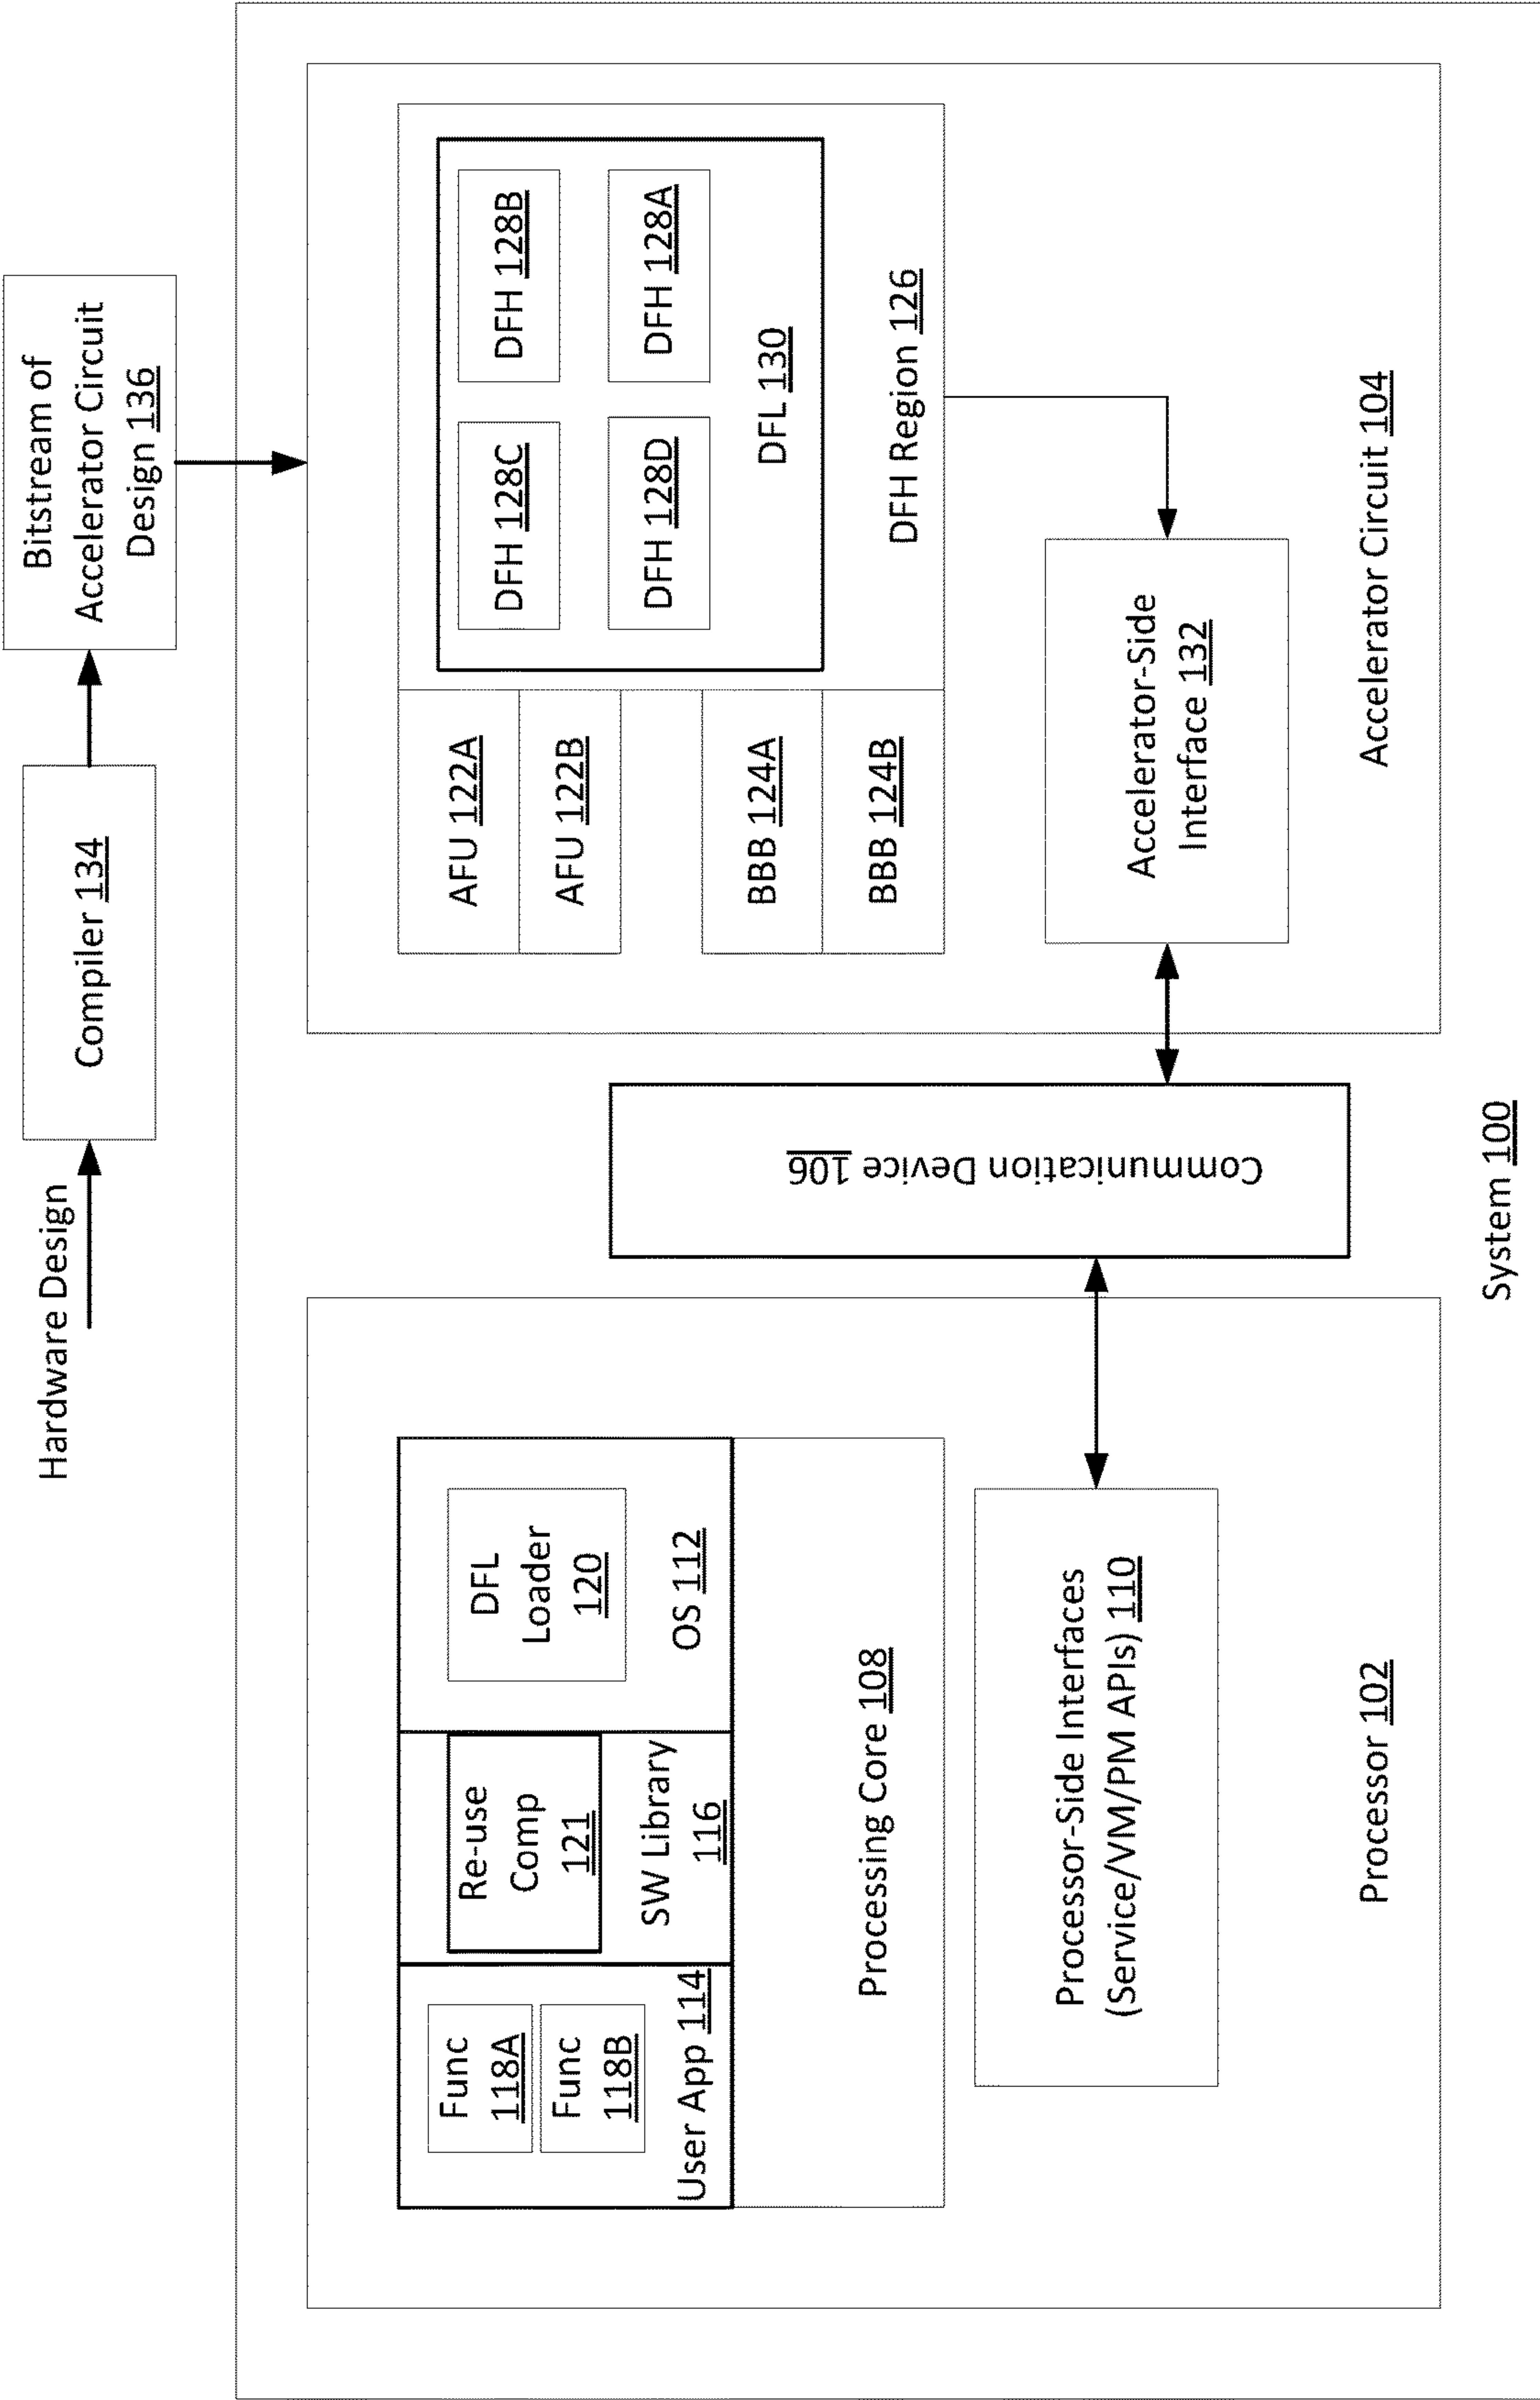 Hardware Design
Compiler 134
Bitstream of
Accelerator Circuit
Design 136
Func
118A
Func
118B
User App 114
Re-use
Comp
121
SW Library
116
DFL
Loader
120
OS 112
Processing Core 108
Processor-Side Interfaces
(Service/VM/PM APIs) 110
Processor 102
Communication Device 106
AFU 122A
AFU 122B
BBB 124A
BBB 124B
DFH 128C
DFH 128B
DFH 128D
DFH 128A
DFL 130
DFH Region 126
Accelerator-Side
Interface 132
Accelerator Circuit 104
System 100